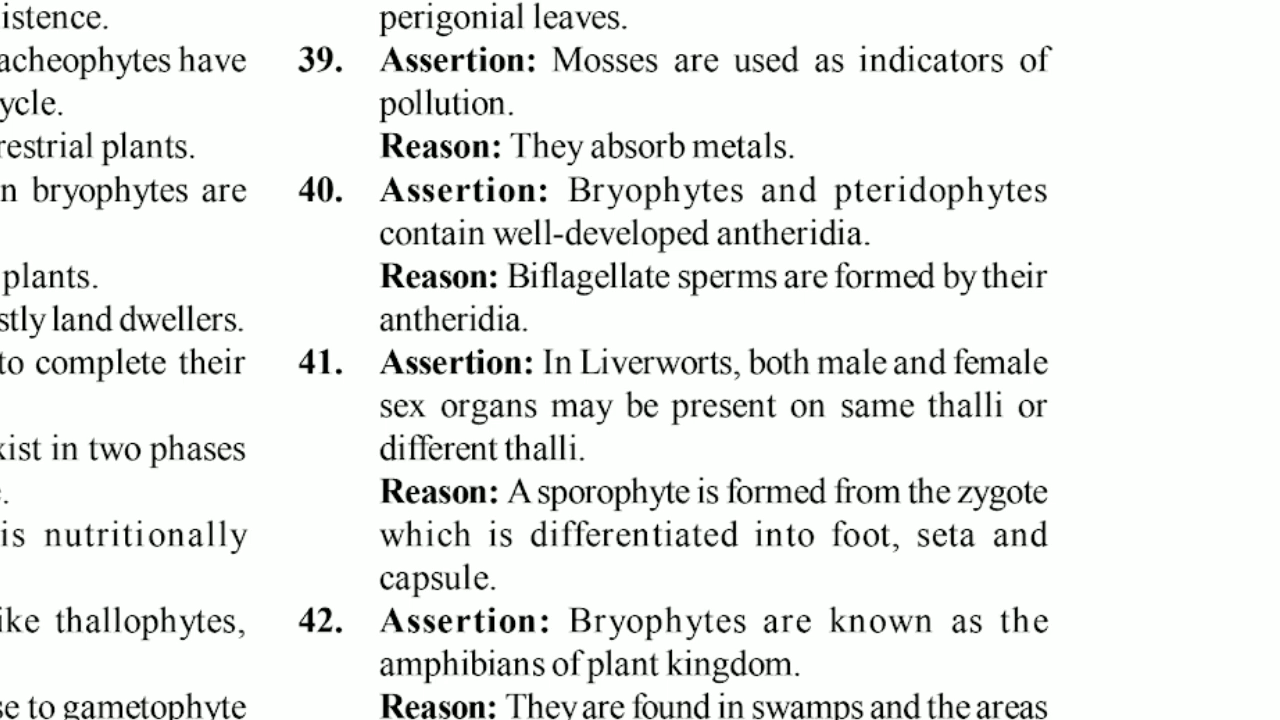 istence.
acheophytes have
ycle.
restrial plants.
n bryophytes are
plants.
stly land dwellers.
to complete their
xist in two phases
is nutritionally
ike thallophytes,
se to gametophyte
perigonial leaves.
39. Assertion: Mosses are used as indicators of
pollution.
Reason: They absorb metals.
40. Assertion: Bryophytes and pteridophytes
contain well-developed antheridia.
Reason: Biflagellate sperms are formed by their
antheridia.
41. Assertion: In Liverworts, both male and female
sex organs may be present on same thalli or
different thalli.
Reason: A sporophyte is formed from the zygote
which is differentiated into foot, seta and
capsule.
42. Assertion: Bryophytes are known as the
amphibians of plant kingdom.
Reason: They are found in swamps and the areas